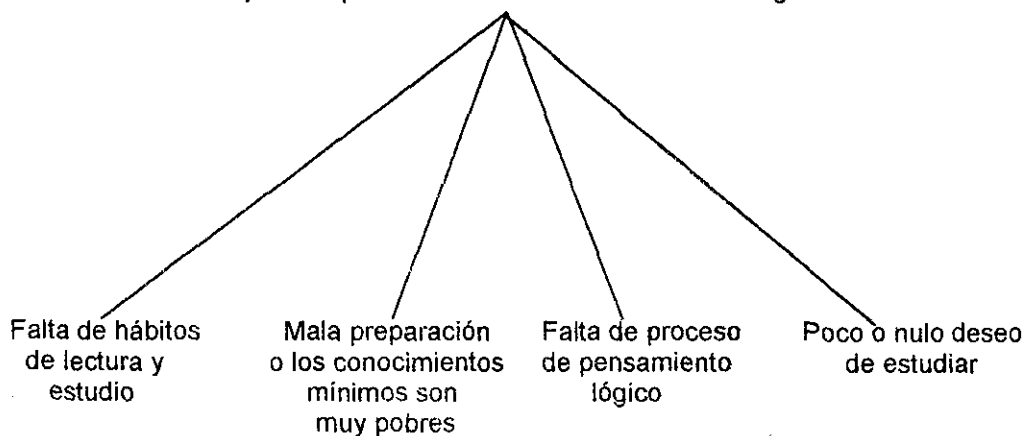 Falta de hábitos
de lectura y
estudio
Mala preparación
o los conocimientos
mínimos son
muy pobres
Falta de proceso
de pensamiento
lógico
Poco o nulo deseo
de estudiar